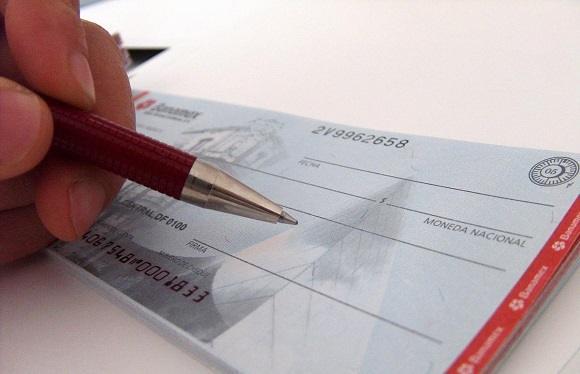 Banamex
2V9962658
FECHA
05
$
MONEDA NACIONAL
CENTRAL, DF 0100
FIRMA
Banamex
Banamex
Banamex